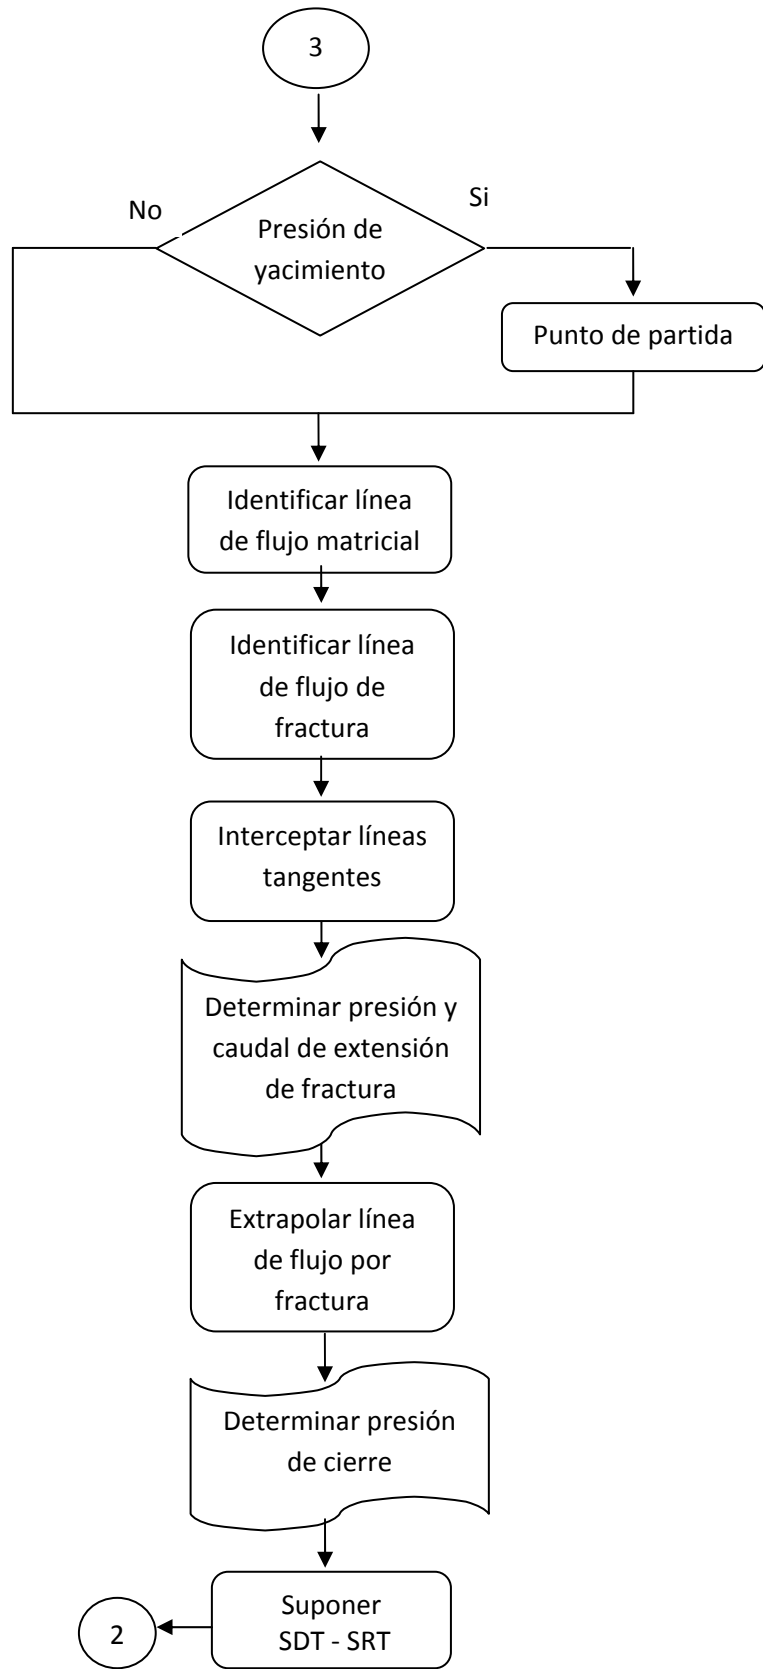 3
No
Si
Presión de
yacimiento
Punto de partida
Identificar línea
de flujo matricial
Identificar línea
de flujo de
fractura
Interceptar líneas
tangentes
Determinar presión y
caudal de extensión
de fractura
Extrapolar línea
de flujo por
fractura
Determinar presión
de cierre
Suponer
SDT - SRT
2